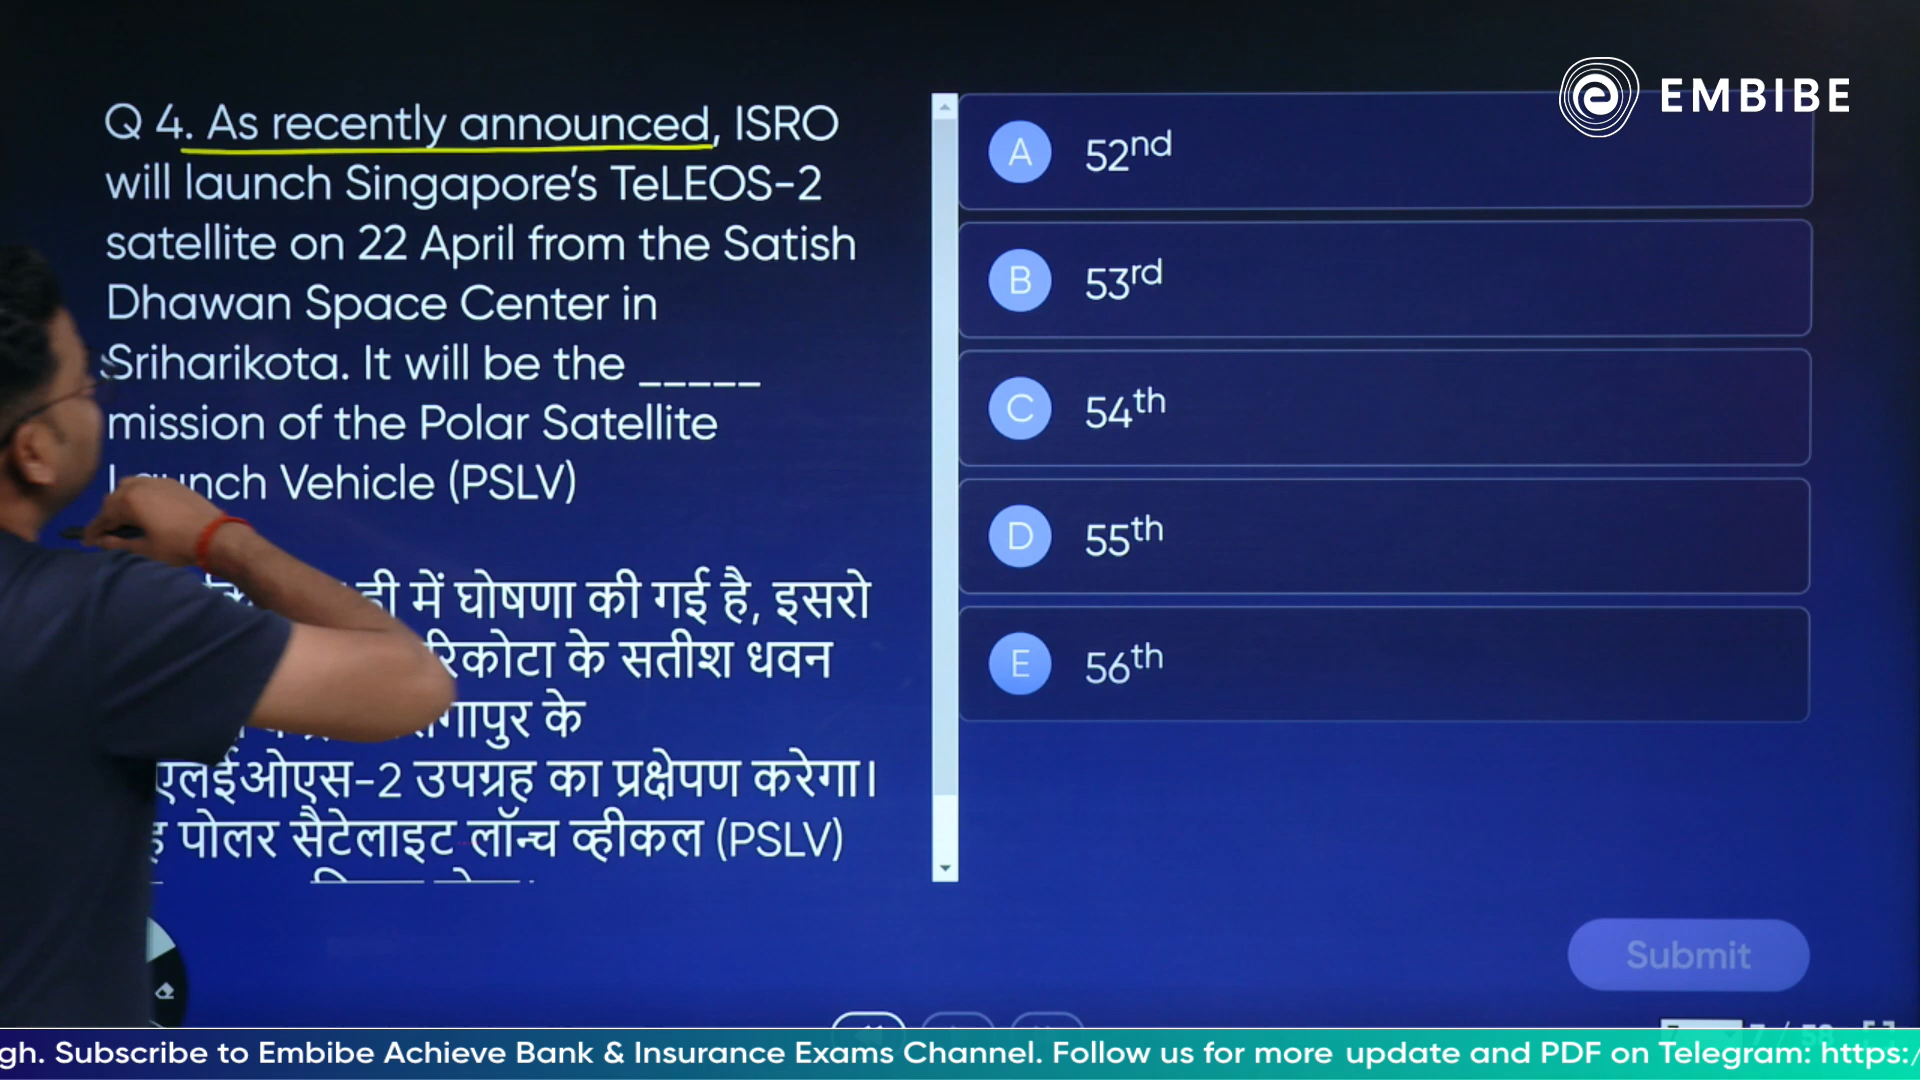 EMBIBE
Q 4. As recently announced, ISRO
will launch Singapore's TeLEOS-2
satellite on 22 April from the Satish
Dhawan Space Center in
Sriharikota. It will be the _____
mission of the Polar Satellite
Launch Vehicle (PSLV)
में घोषणा की गई है, इसरो
के सतीश धवन
के
-2 उपग्रह का प्रक्षेपण करेगा।
पोलर सैटेलाइट लॉन्च व्हीकल (PSLV)
A 52nd
B 53rd
C 54th
D 55th
E 56th
Submit
gh. Subscribe to Embibe Achieve Bank & Insurance Exams Channel. Follow us for more update and PDF on Telegram: https:/